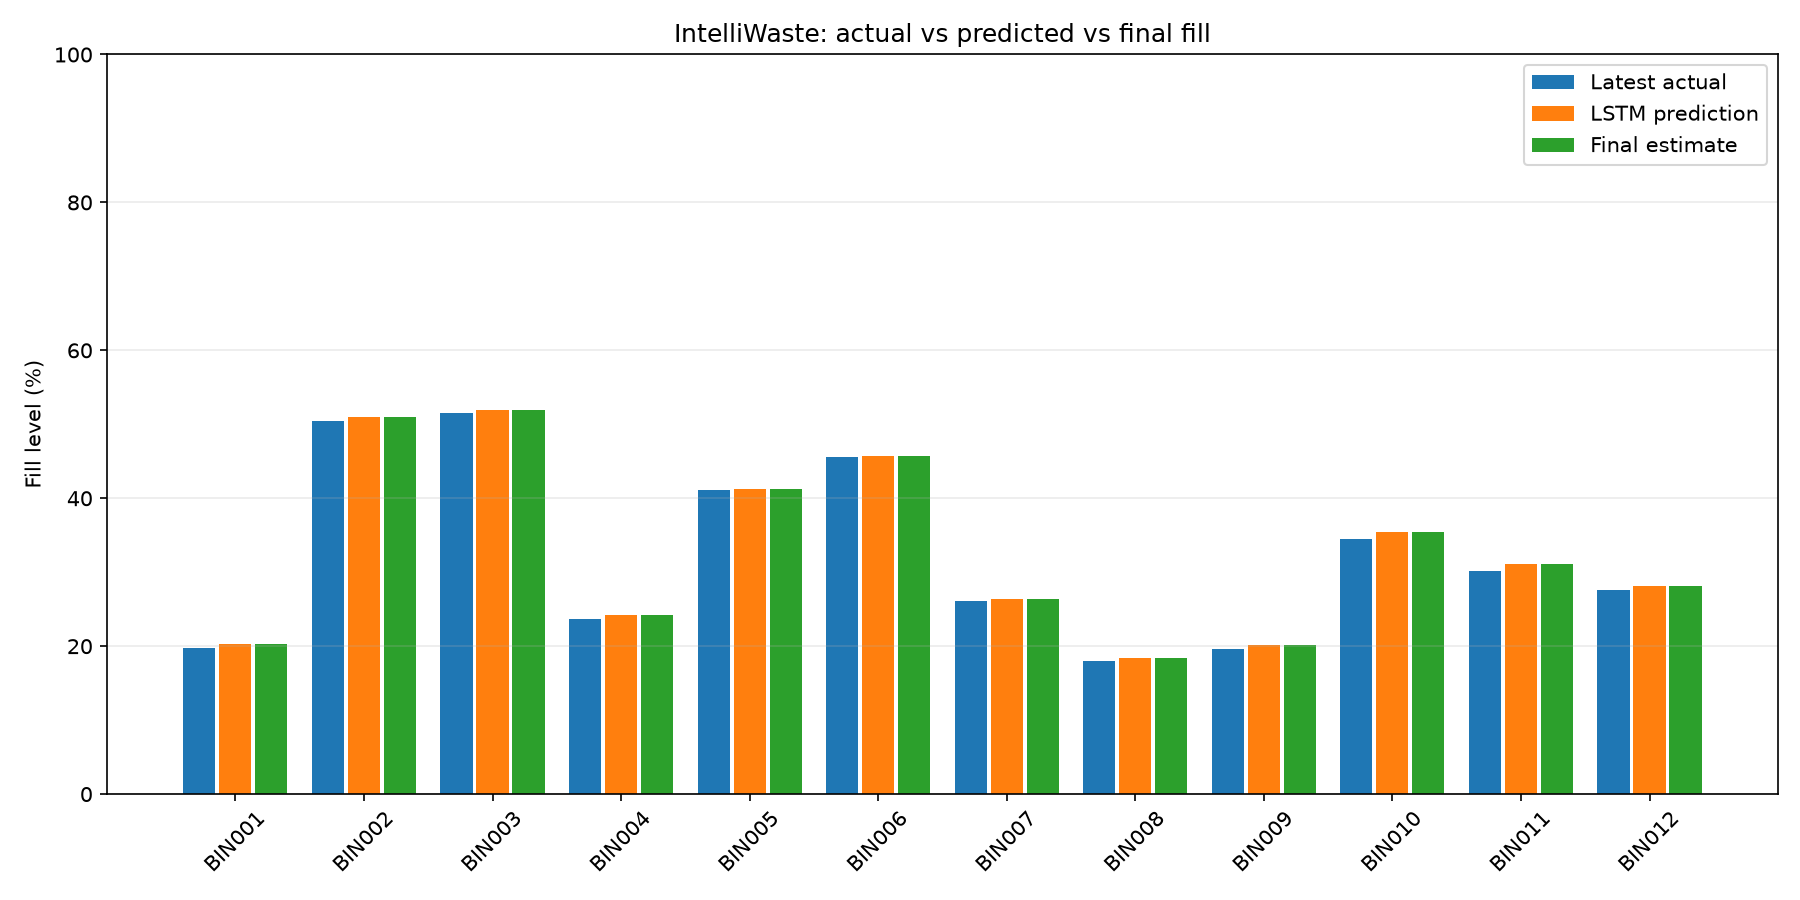 IntelliWaste: actual vs predicted vs final fill
Latest actual
LSTM prediction
Final estimate
Fill level (%)
100
80
60
40
20
0
BIN001
BIN002
BIN003
BIN004
BIN005
BIN006
BIN007
BIN008
BIN009
BIN010
BIN011
BIN012